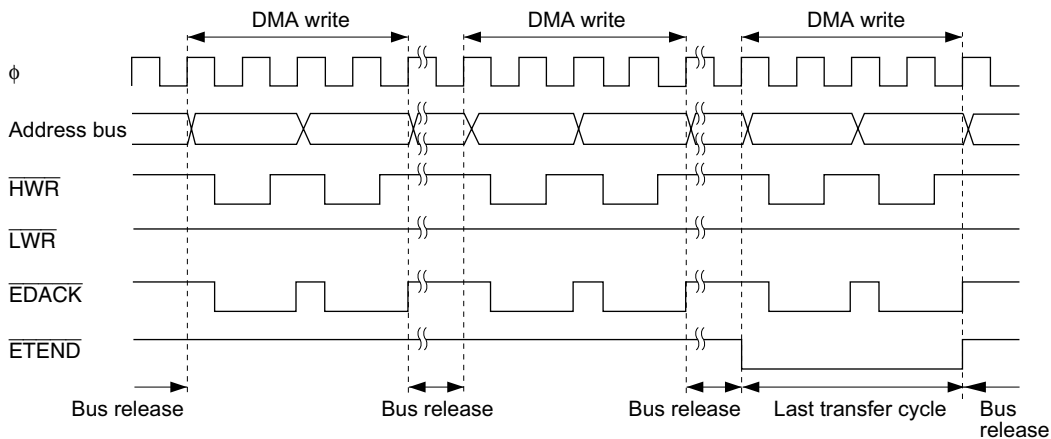 DMA write DMA write DMA write
ϕ
Address bus
HWR
LWR
EDACK
ETEND
Bus release Bus release Bus release Last transfer cycle Bus
release